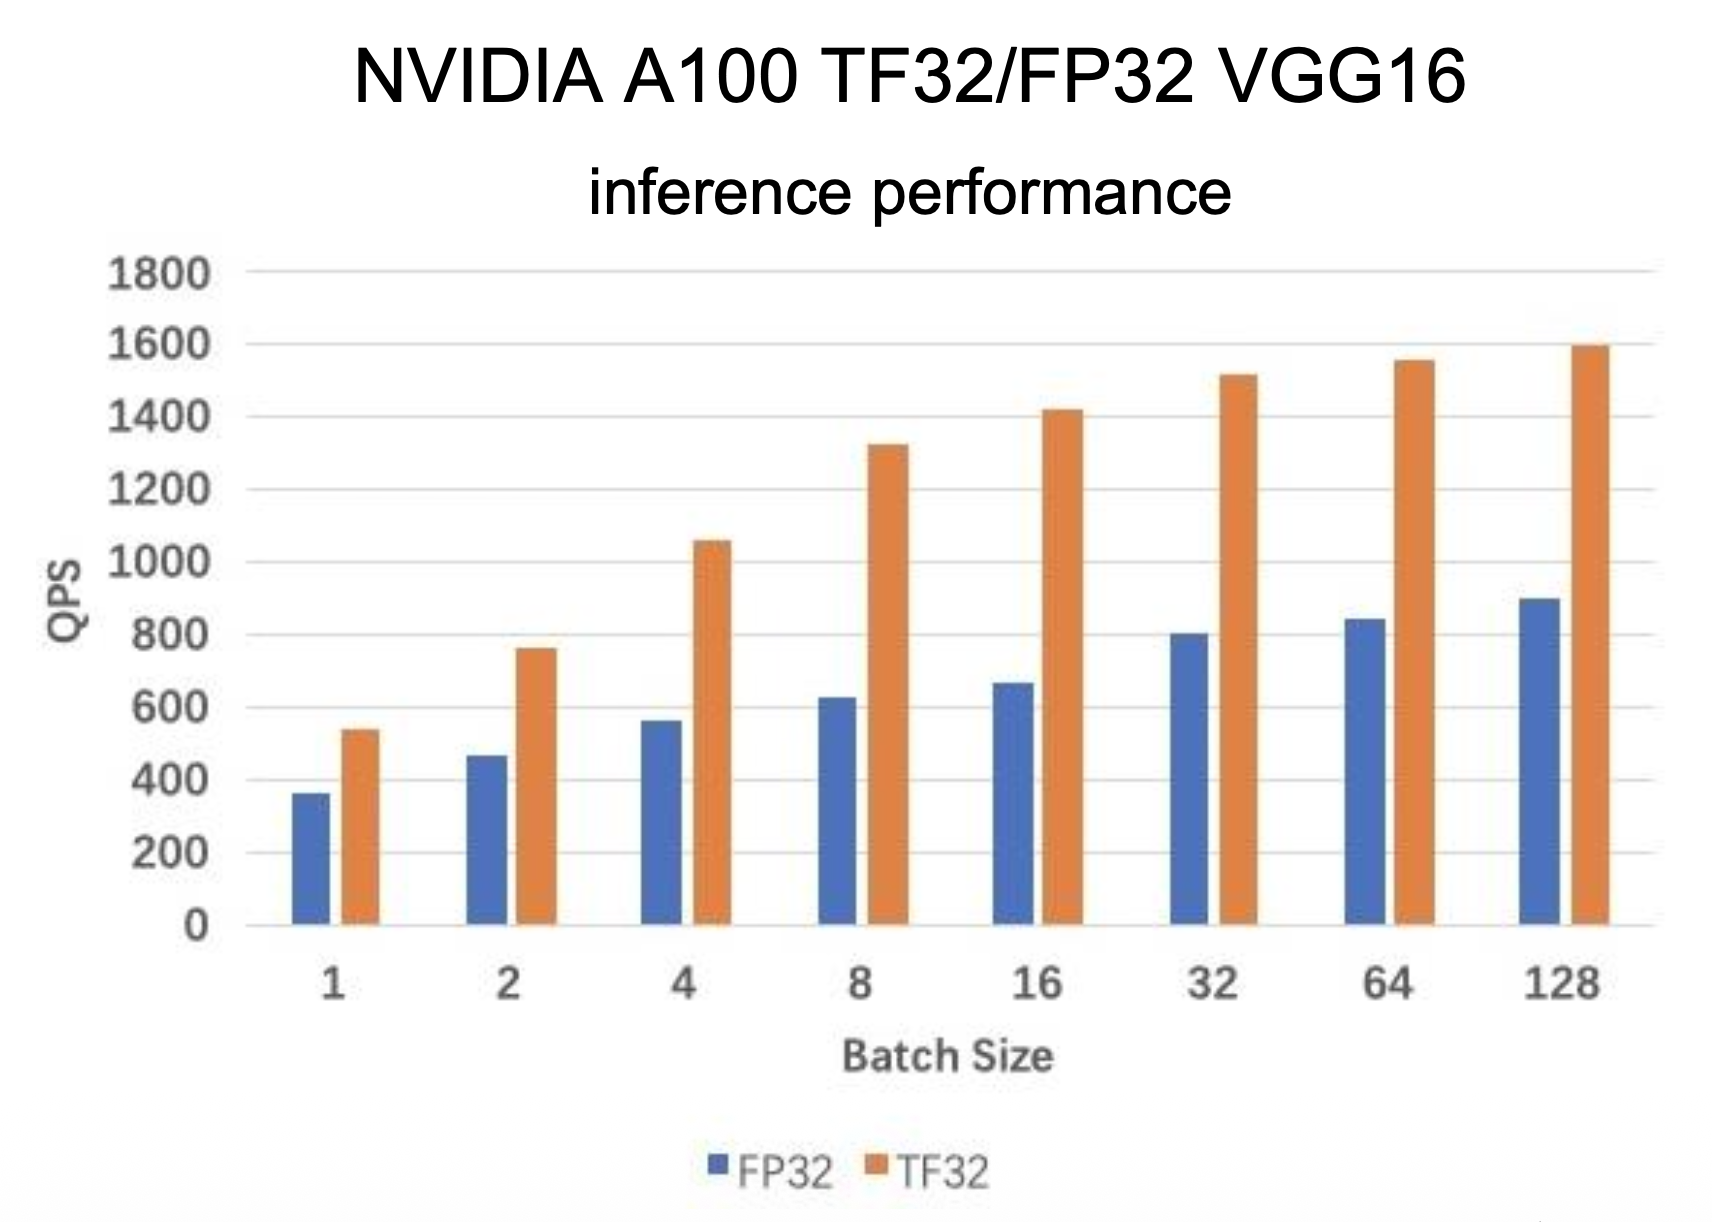 NVIDIA A100 TF32/FP32 VGG16
inference performance
1800
1600
1400
1200
1000
800
600
400
200
0
QPS
1 2 4 8 16 32 64 128
Batch Size
FP32 TF32